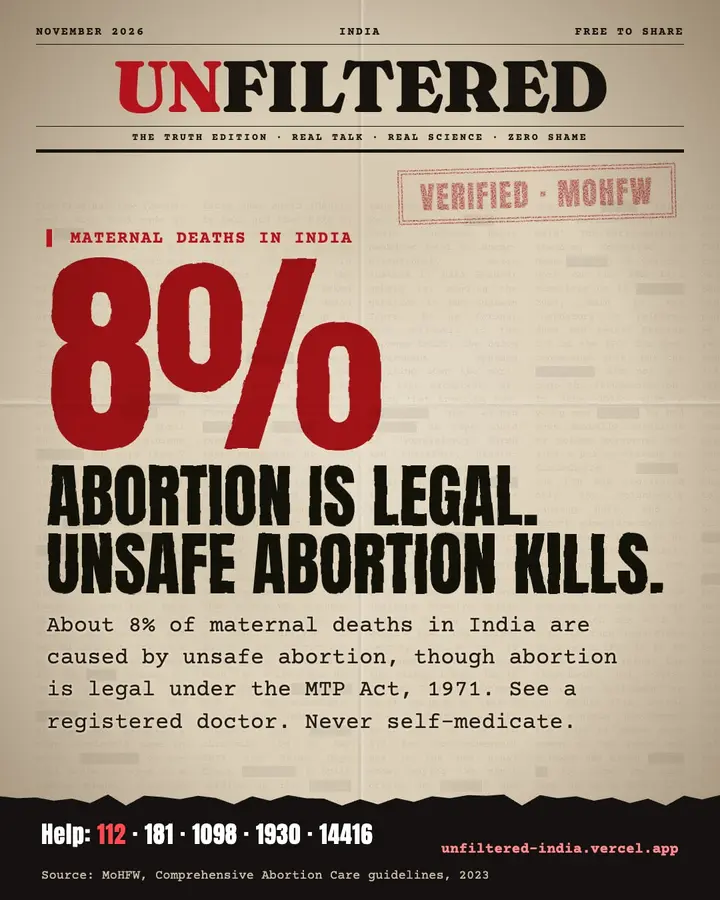 NOVEMBER 2026 INDIA FREE TO SHARE
UNFILTERED
THE TRUTH EDITION · REAL TALK · REAL SCIENCE · ZERO SHAME
VERIFIED · MOHFW
MATERNAL DEATHS IN INDIA
8%
ABORTION IS LEGAL.
UNSAFE ABORTION KILLS.
About 8% of maternal deaths in India are
caused by unsafe abortion, though abortion
is legal under the MTP Act, 1971. See a
registered doctor. Never self-medicate.
Help: 112 · 181 · 1098 · 1930 · 14416
unfiltered-india.vercel.app
Source: MoHFW, Comprehensive Abortion Care guidelines, 2023